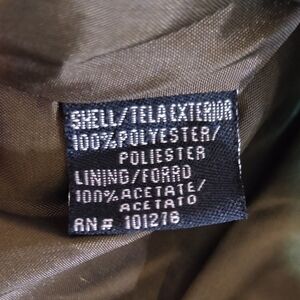 SHELL/TELA EXTERIOR
100% POLYESTER/
POLIESTER
LINING/FORRO
100% ACETATE/
ACETATO
RN# 101276